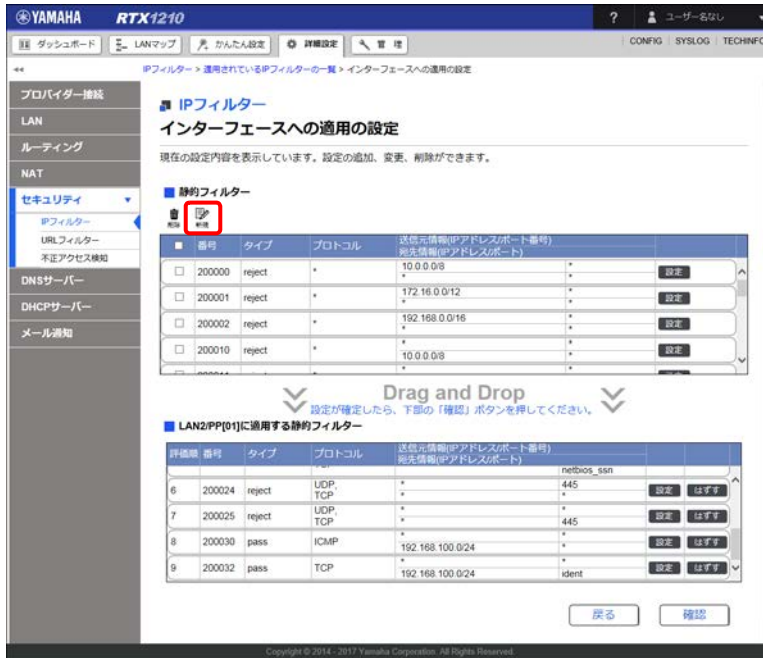 YAMAHA RTX1210 ? ユーザー名なし
ダッシュボード LANマップ かんたん設定 詳細設定 管理 CONFIG SYSLOG TECHINFO
IPフィルター > 適用されているIPフィルターの一覧 > インターフェースへの適用の設定
プロバイダー接続
LAN
ルーティング
NAT
セキュリティ
IPフィルター
URLフィルター
不正アクセス検知
DNSサーバー
DHCPサーバー
メール通知
IPフィルター
インターフェースへの適用の設定
現在の設定内容を表示しています。設定の追加、変更、削除ができます。
静的フィルター
削除 新規
番号 タイプ プロトコル 送信元情報(IPアドレス/ポート番号)
宛先情報(IPアドレス/ポート)
200000 reject * 10.0.0.0/8 * 設定
* *
200001 reject * 172.16.0.0/12 * 設定
* *
200002 reject * 192.168.0.0/16 * 設定
* *
200010 reject * * * 設定
10.0.0.0/8 *
Drag and Drop
設定が確定したら、下部の「確認」ボタンを押してください。
LAN2/PP[01]に適用する静的フィルター
評価順 番号 タイプ プロトコル 送信元情報(IPアドレス/ポート番号)
宛先情報(IPアドレス/ポート)
netbios_ssn
6 200024 reject UDP, * 445 設定 はずす
TCP * *
7 200025 reject UDP, * * 設定 はずす
TCP * 445
8 200030 pass ICMP * * 設定 はずす
192.168.100.0/24 *
9 200032 pass TCP * * 設定 はずす
192.168.100.0/24 ident
戻る 確認
Copyright © 2014 - 2017 Yamaha Corporation. All Rights Reserved.